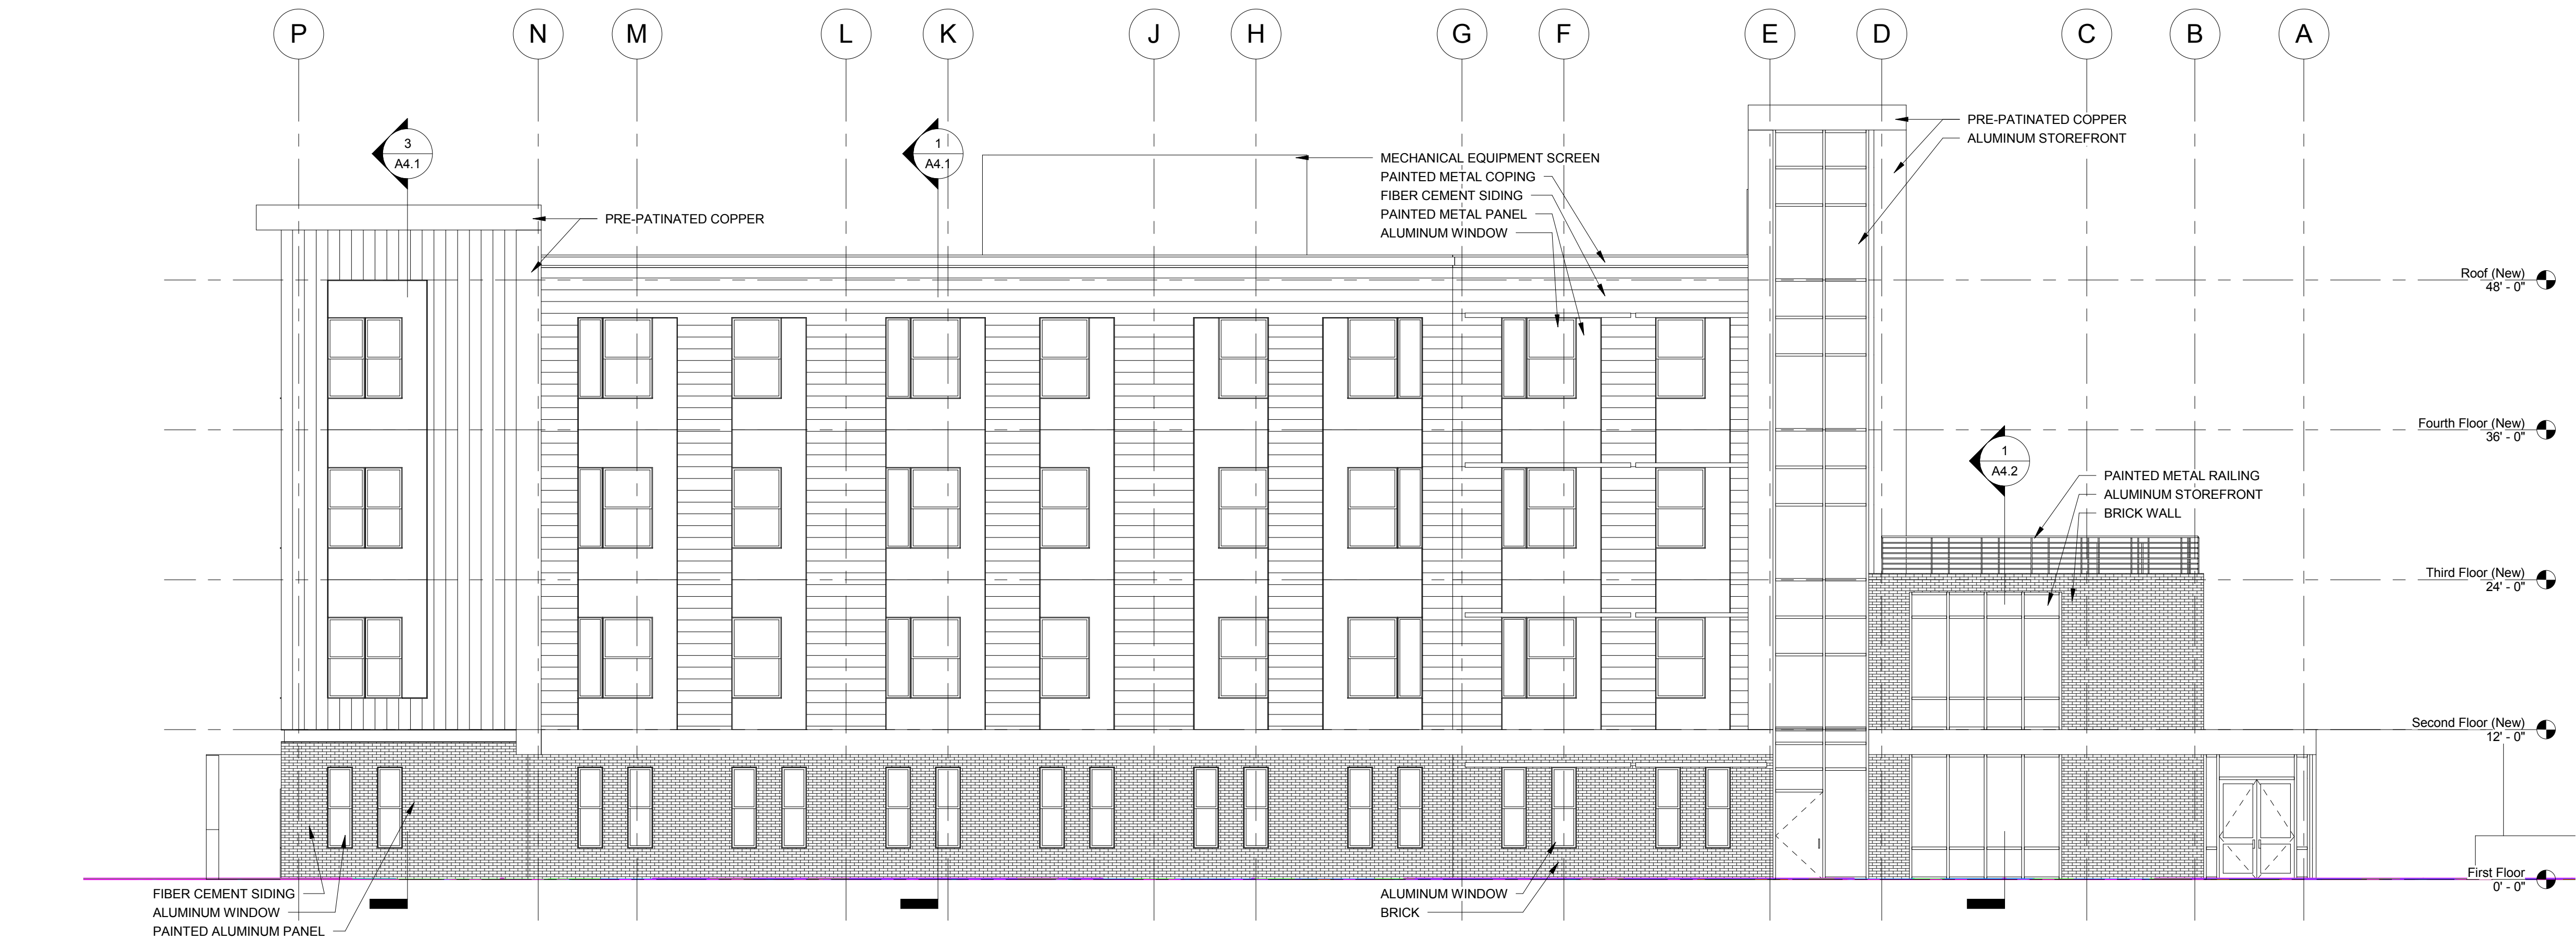 P N M L K J H G F E D C B A
3
A4.1
1
A4.1
PRE-PATINATED COPPER
MECHANICAL EQUIPMENT SCREEN
PAINTED METAL COPING
FIBER CEMENT SIDING
PAINTED METAL PANEL
ALUMINUM WINDOW
PRE-PATINATED COPPER
ALUMINUM STOREFRONT
Roof (New)
48' - 0"
Fourth Floor (New)
36' - 0"
1
A4.2
PAINTED METAL RAILING
ALUMINUM STOREFRONT
BRICK WALL
Third Floor (New)
24' - 0"
Second Floor (New)
12' - 0"
First Floor
0' - 0"
FIBER CEMENT SIDING
ALUMINUM WINDOW
PAINTED ALUMINUM PANEL
ALUMINUM WINDOW
BRICK